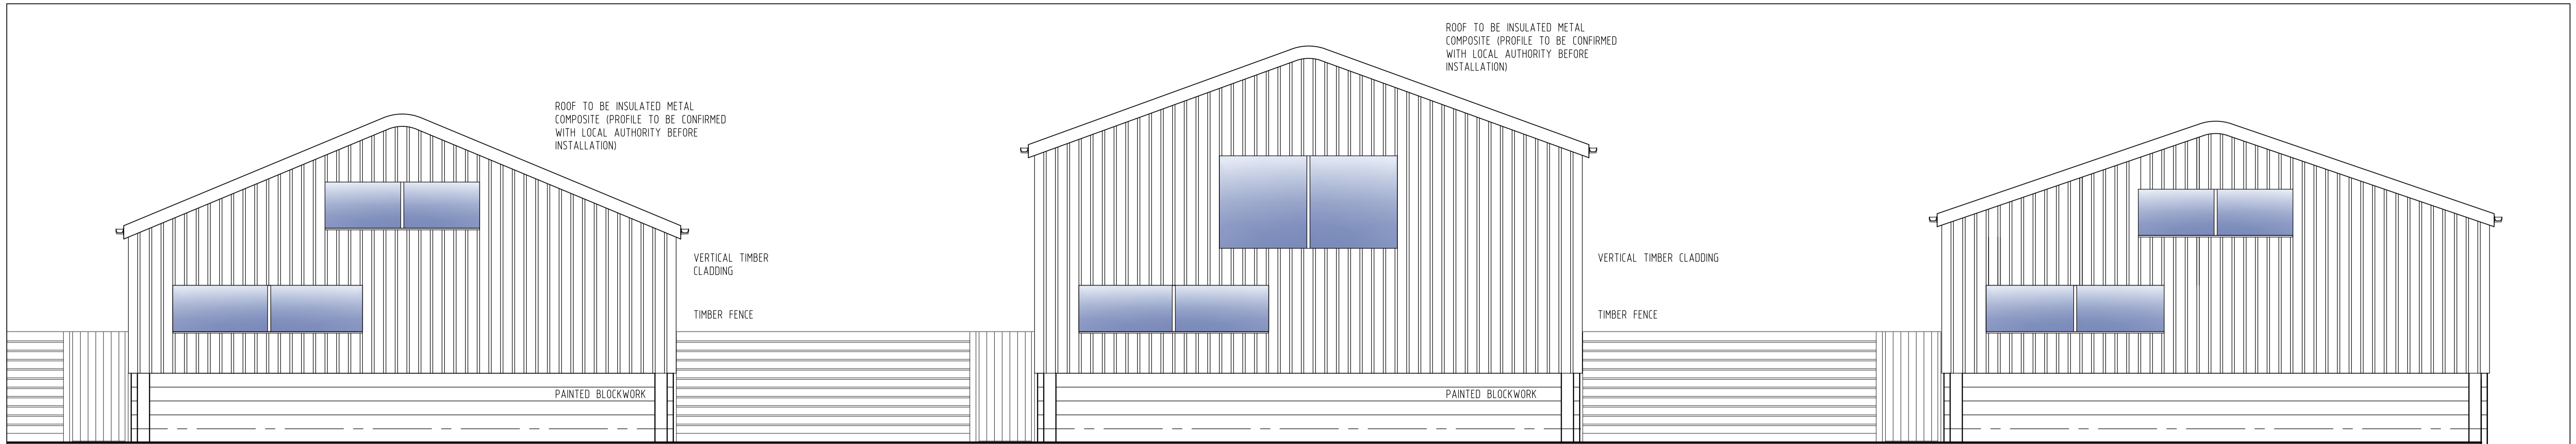 ROOF TO BE INSULATED METAL
COMPOSITE (PROFILE TO BE CONFIRMED
WITH LOCAL AUTHORITY BEFORE
INSTALLATION)
VERTICAL TIMBER
CLADDING
TIMBER FENCE
PAINTED BLOCKWORK
ROOF TO BE INSULATED METAL
COMPOSITE (PROFILE TO BE CONFIRMED
WITH LOCAL AUTHORITY BEFORE
INSTALLATION)
VERTICAL TIMBER CLADDING
TIMBER FENCE
PAINTED BLOCKWORK